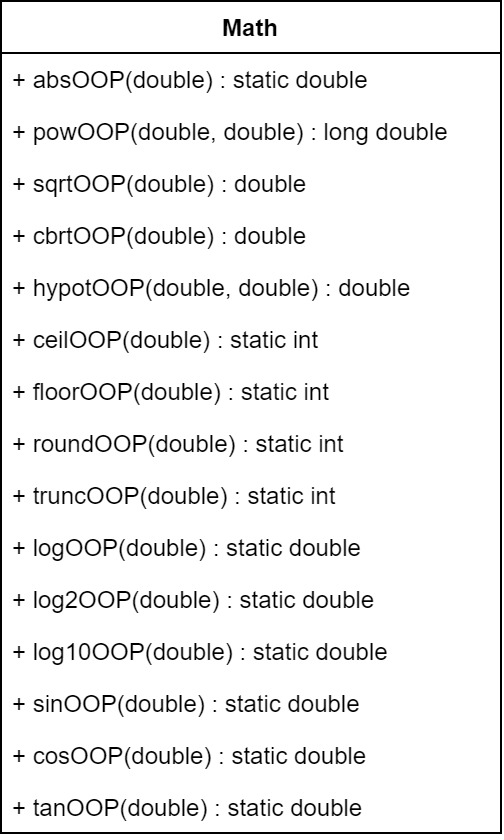 Math
+ absOOP(double) : static double
+ powOOP(double, double) : long double
+ sqrtOOP(double) : double
+ cbrtOOP(double) : double
+ hypotOOP(double, double) : double
+ ceilOOP(double) : static int
+ floorOOP(double) : static int
+ roundOOP(double) : static int
+ truncOOP(double) : static int
+ logOOP(double) : static double
+ log2OOP(double) : static double
+ log10OOP(double) : static double
+ sinOOP(double) : static double
+ cosOOP(double) : static double
+ tanOOP(double) : static double